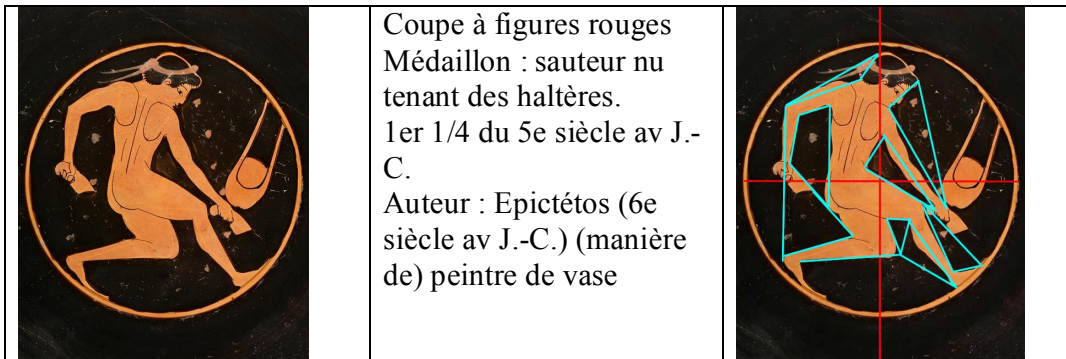 Coupe à figures rouges
Médaillon : sauteur nu
tenant des haltères.
1er 1/4 du 5e siècle av J.-
C.
Auteur : Epictétos (6e
siècle av J.-C.) (manière
de) peintre de vase